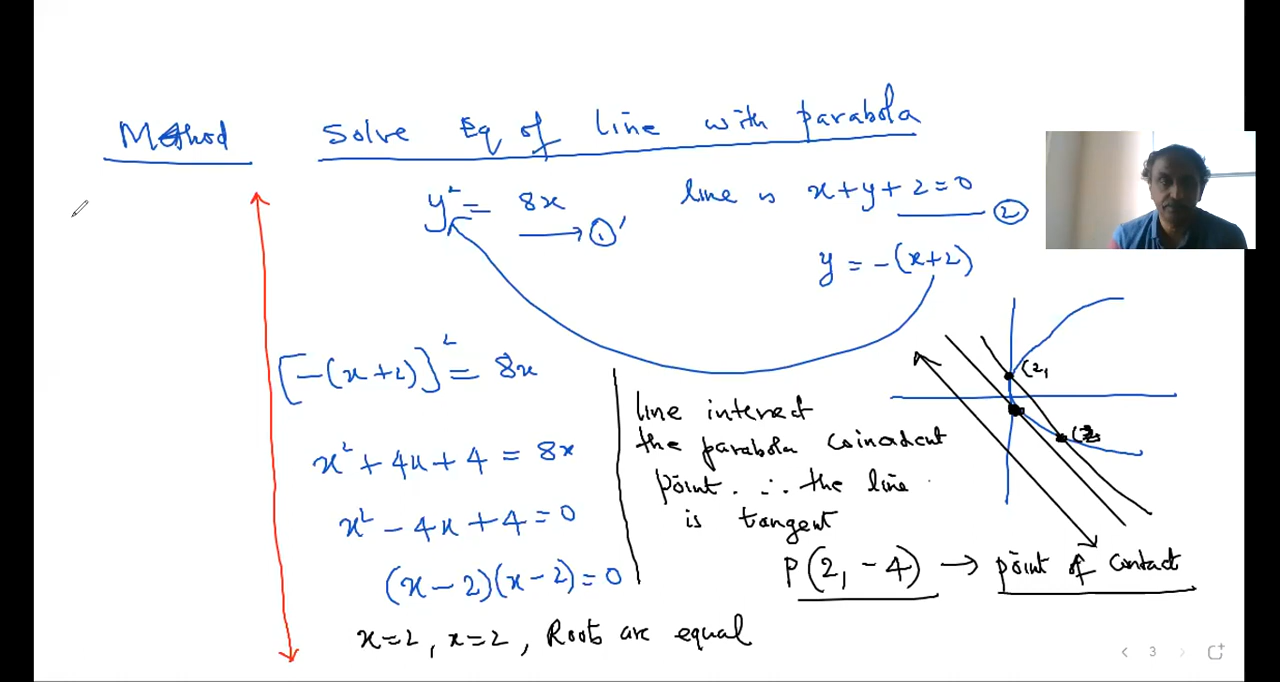 Method Solve Eq of line with parabola
y² = 8x → ① line is x + y + 2 = 0 ②
y = -(x+2)
[-(x+2)]² = 8x
x² + 4x + 4 = 8x
x² - 4x + 4 = 0
(x-2)(x-2) = 0
x=2, x=2, Roots are equal
line interect
the parabola coincident
point. ∴ the line
is tangent
P(2, -4) → point of contact
(2,
3